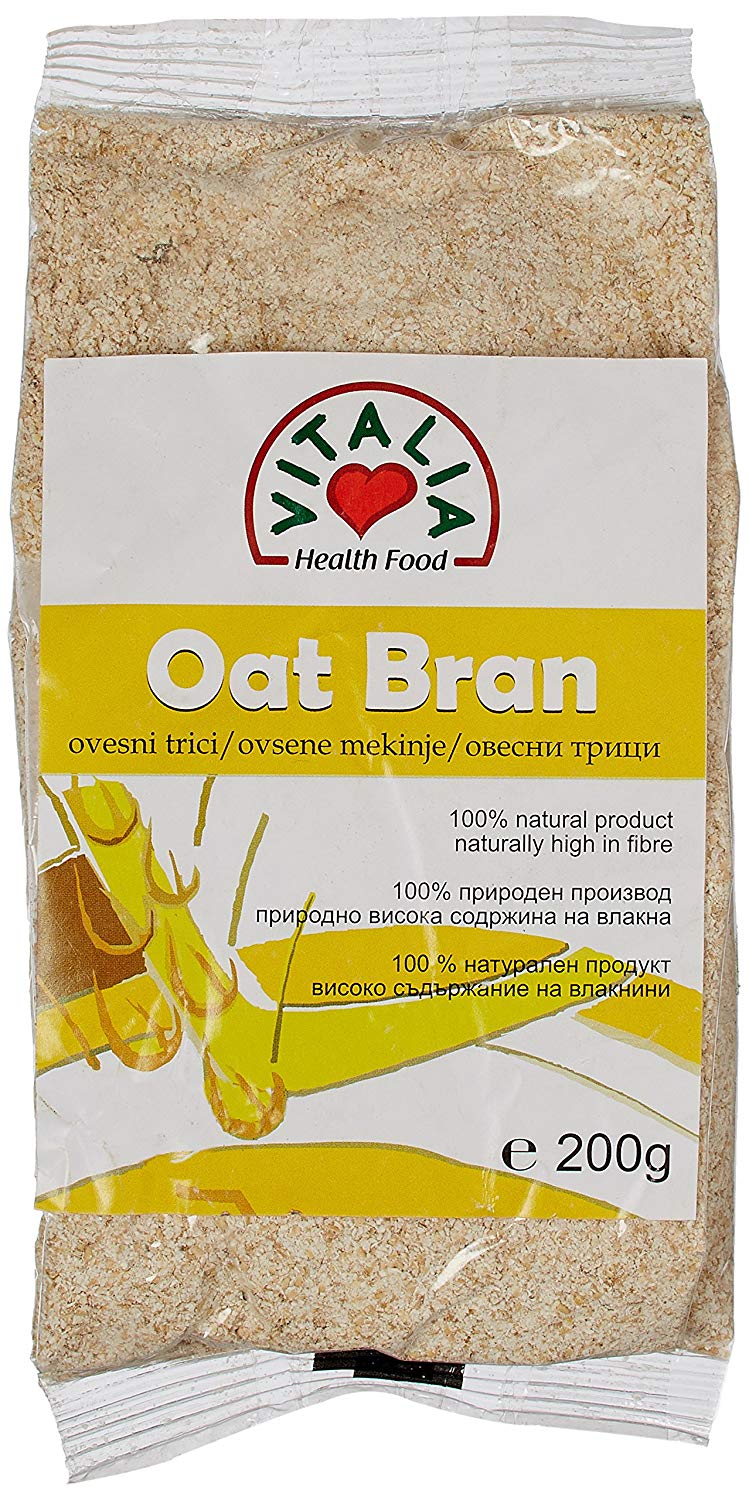 VITALIA
Health Food
Oat Bran
ovesni trici/ovsene mekinje/овесни трици
100% natural product
naturally high in fibre
100% природен производ
природно висока содржина на влакна
100 % натурален продукт
високо съдържание на влакнини
℮ 200g